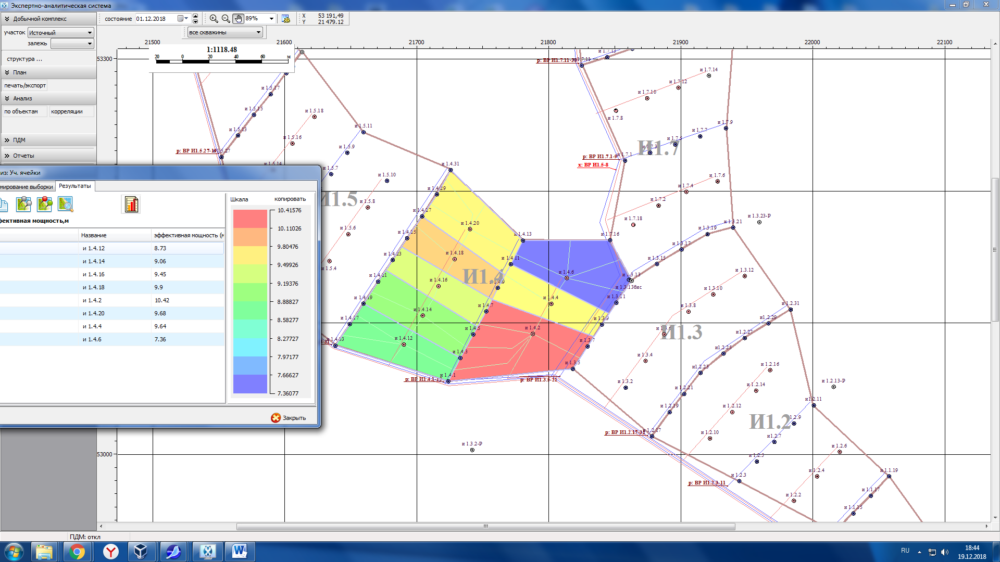 Экспертно-аналитическая система
Добычной комплекс
участок Источный
залежь
структура ...
План
печать/экспорт
Анализ
по объектам корреляции
ПДМ
Отчеты
состояние 01.12.2018
89%
X 53 191,49
Y 21 479.12
все скважины
21500 21600 21700 21800 21900 22000 22100
1:1118.48
20 0 20 40 60 м
53300
53000
из: Уч. ячейки
мирование выборки Результаты
фективная мощность,м
Название эффективная мощность (м
и 1.4.12 8.73
и 1.4.14 9.06
и 1.4.16 9.45
и 1.4.18 9.9
и 1.4.2 10.42
и 1.4.20 9.68
и 1.4.4 9.64
и 1.4.6 7.36
Шкала копировать
10.41576
10.11026
9.80476
9.49926
9.19376
8.88827
8.58277
8.27727
7.97177
7.66627
7.36077
Закрыть
и 1.5.17
и 1.5.15
и 1.5.18
и 1.5.13
и 1.5.11
и 1.5.16
и 1.5.9
р: ВР И1.5.27-19
и 1.5.14
и 1.5.7
и 1.5.10
И1.5
и 1.5.8
и 1.5.6
и 1.5.4
и 1.4.31
и 1.4.29
и 1.4.27
и 1.4.20
и 1.4.25
и 1.4.13
и 1.4.23
и 1.4.18
и 1.4.11
и 1.4.21
и 1.4.16
И1.4
и 1.4.6
и 1.4.19
и 1.4.4
и 1.4.14
и 1.4.7
и 1.4.17
и 1.4.5
и 1.4.2
и 1.4.12
и 1.4.3
и 1.4.1
р: ВР И1.4.1-12
р: ВР И1.3.5-21
и 1.3.2-Р
р: ВР И1.7.11-20
и 1.7.13
и 1.7.14
и 1.7.12
и 1.7.10
и 1.7.8
и 1.7.9
и 1.7.7
и 1.7.5
и 1.7.3
И1.7
р: ВР И1.7.1-9
и 1.7.1
х: ВР И1.5-8
и 1.7.6
и 1.7.4
и 1.7.2
и 1.7.18
и 1.7.16
и 1.3.23-Р
и 1.3.21
и 1.3.19
и 1.3.17
и 1.3.15
и 1.3.13
и 1.3.13бис
и 1.3.12
и 1.3.11
и 1.3.10
и 1.3.9
и 1.3.8
И1.3
и 1.3.7
и 1.3.5
и 1.3.4
и 1.3.2
и 1.2.31
и1.2.29
и1.2.27
и1.2.25
и1.2.23
и 1.2.16
и 1.2.13-Р
и1.2.21
и 1.2.14
и 1.2.11
и1.2.19
и 1.2.12
И1.2
и 1.2.9
р: ВР И1.2.17-31
и 1.2.17
и 1.2.10
и1.2.7
и 1.2.6
и1.2.5
и 1.2.4
и 1.2.3
р: ВР И1.2.3-11
и 1.2.2
и 1.1.19
и 1.1.17
и 1.1.15
ПДМ: откл
RU
18:44
19.12.2018